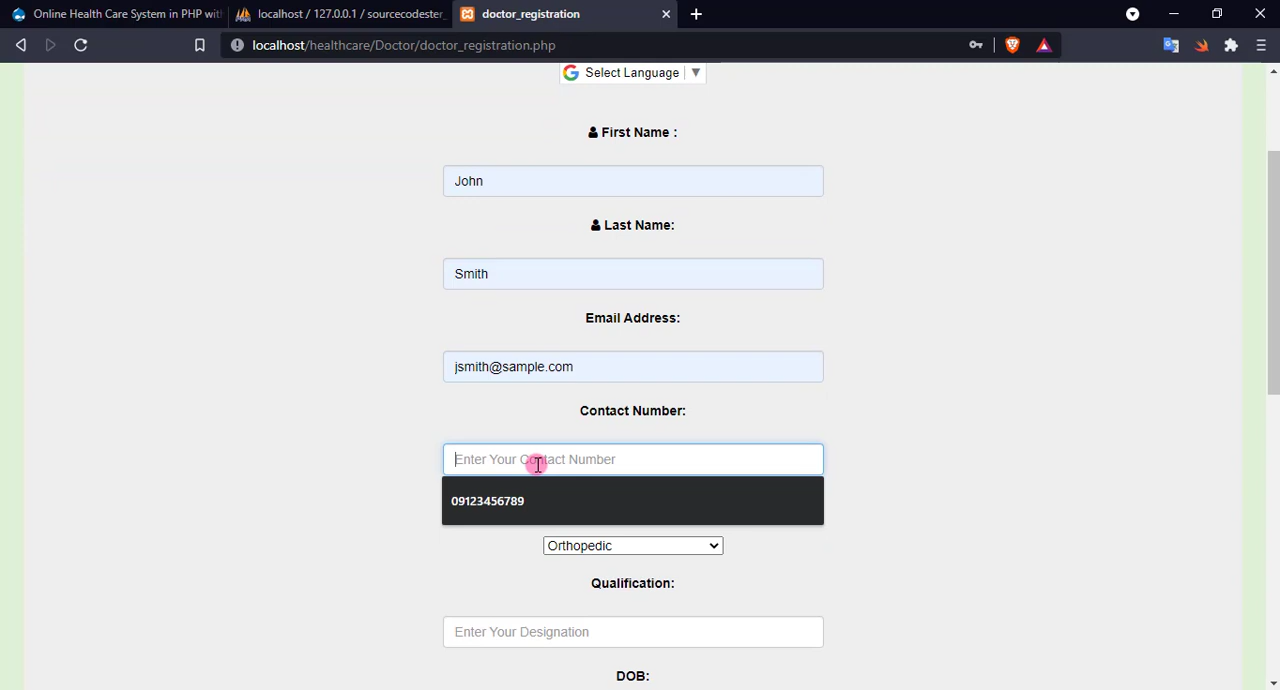 Online Health Care System in PHP wit
localhost / 127.0.0.1 / sourcecodester_
doctor_registration
localhost/healthcare/Doctor/doctor_registration.php
Select Language
First Name :
John
Last Name:
Smith
Email Address:
jsmith@sample.com
Contact Number:
Enter Your Contact Number
09123456789
Orthopedic
Qualification:
Enter Your Designation
DOB: